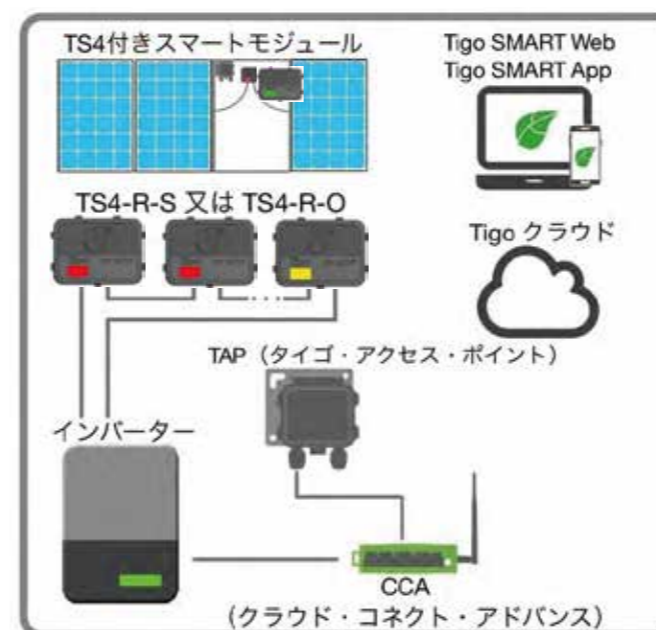 TS4付きスマートモジュール
Tigo SMART Web
Tigo SMART App
TS4-R-S 又は TS4-R-O
Tigo クラウド
TAP（タイゴ・アクセス・ポイント）
インバーター
CCA
（クラウド・コネクト・アドバンス）